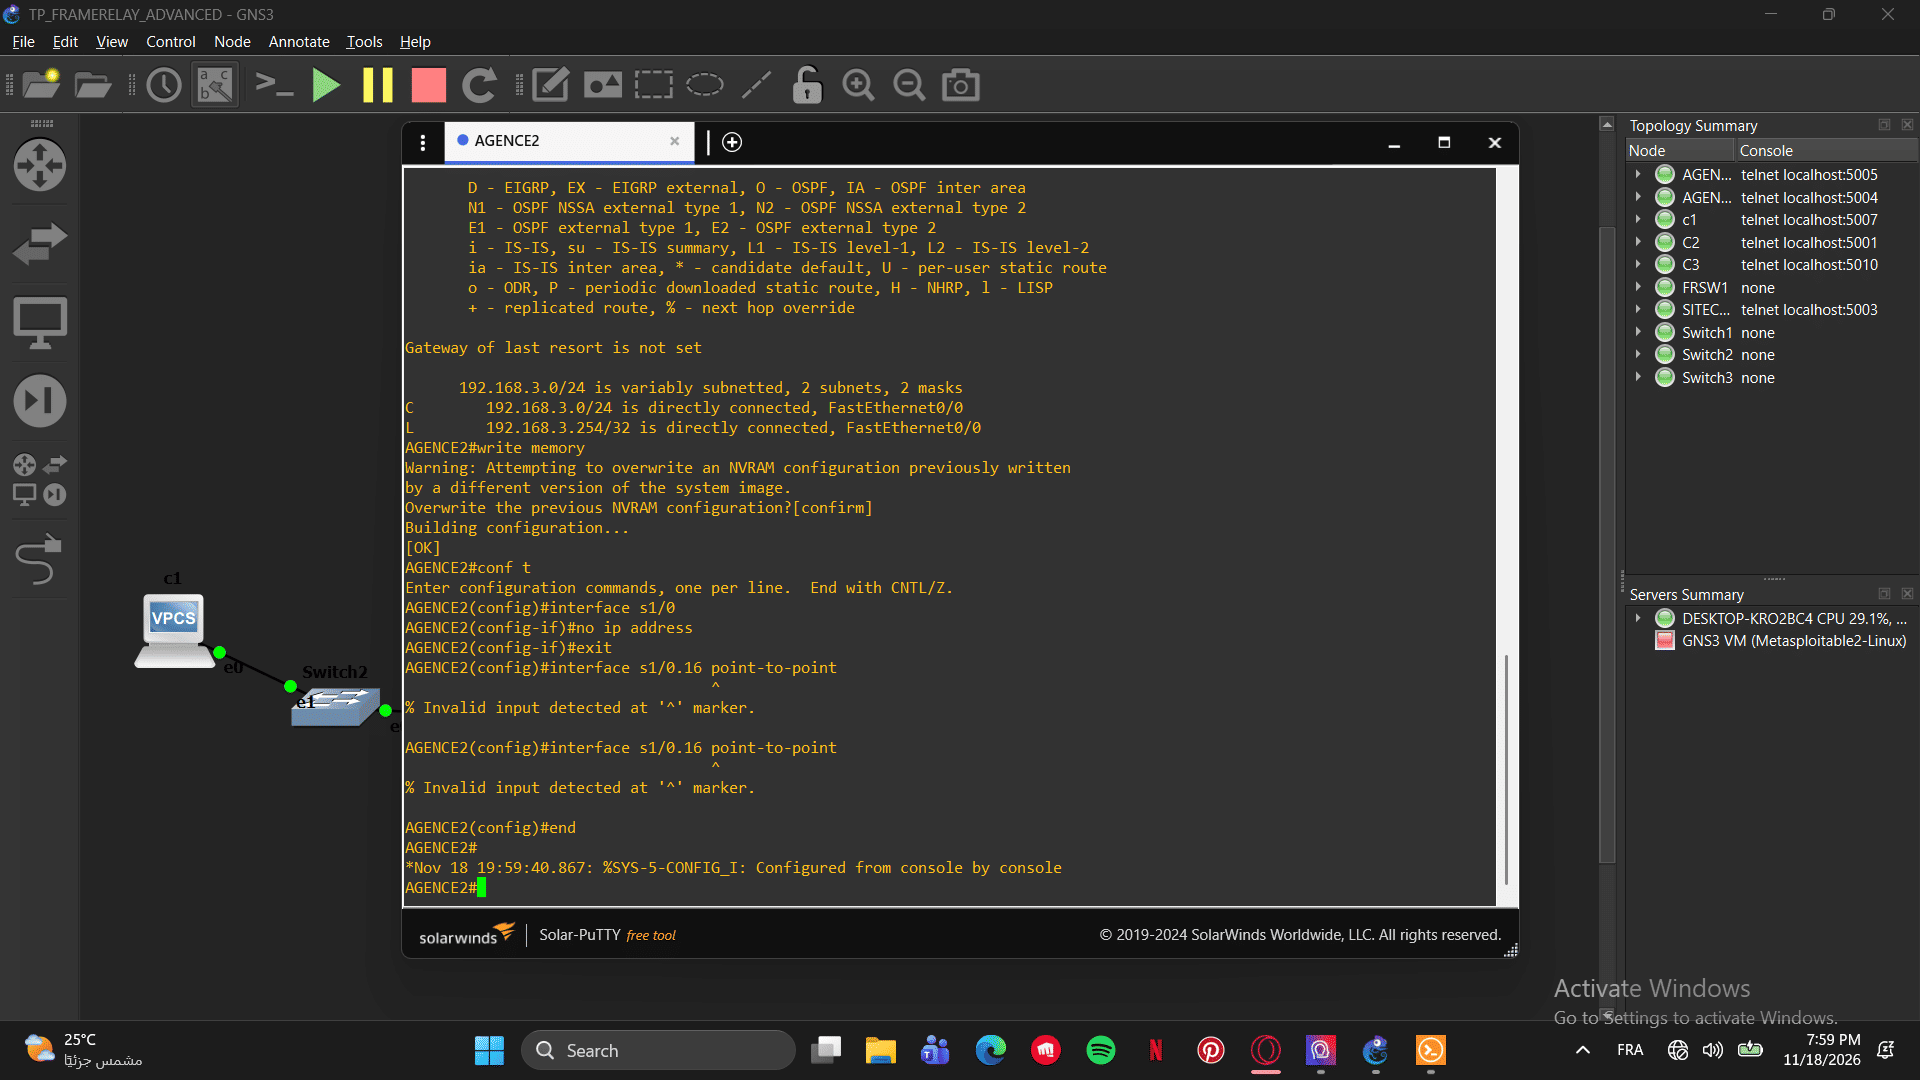 TP_FRAMERELAY_ADVANCED - GNS3
File Edit View Control Node Annotate Tools Help
AGENCE2
D - EIGRP, EX - EIGRP external, O - OSPF, IA - OSPF inter area
N1 - OSPF NSSA external type 1, N2 - OSPF NSSA external type 2
E1 - OSPF external type 1, E2 - OSPF external type 2
i - IS-IS, su - IS-IS summary, L1 - IS-IS level-1, L2 - IS-IS level-2
ia - IS-IS inter area, * - candidate default, U - per-user static route
o - ODR, P - periodic downloaded static route, H - NHRP, l - LISP
+ - replicated route, % - next hop override
Gateway of last resort is not set
192.168.3.0/24 is variably subnetted, 2 subnets, 2 masks
C 192.168.3.0/24 is directly connected, FastEthernet0/0
L 192.168.3.254/32 is directly connected, FastEthernet0/0
AGENCE2#write memory
Warning: Attempting to overwrite an NVRAM configuration previously written
by a different version of the system image.
Overwrite the previous NVRAM configuration?[confirm]
Building configuration...
[OK]
AGENCE2#conf t
Enter configuration commands, one per line. End with CNTL/Z.
AGENCE2(config)#interface s1/0
AGENCE2(config-if)#no ip address
AGENCE2(config-if)#exit
AGENCE2(config)#interface s1/0.16 point-to-point
^
% Invalid input detected at '^' marker.
AGENCE2(config)#interface s1/0.16 point-to-point
^
% Invalid input detected at '^' marker.
AGENCE2(config)#end
AGENCE2#
*Nov 18 19:59:40.867: %SYS-5-CONFIG_I: Configured from console by console
AGENCE2#
solarwinds
Solar-PuTTY free tool
© 2019-2024 SolarWinds Worldwide, LLC. All rights reserved.
c1
VPCS
e0
Switch2
e1
e
Topology Summary
Node Console
AGEN... telnet localhost:5005
AGEN... telnet localhost:5004
c1 telnet localhost:5007
C2 telnet localhost:5001
C3 telnet localhost:5010
FRSW1 none
SITEC... telnet localhost:5003
Switch1 none
Switch2 none
Switch3 none
Servers Summary
DESKTOP-KRO2BC4 CPU 29.1%, ...
GNS3 VM (Metasploitable2-Linux)
Activate Windows
Go to Settings to activate Windows.
25°C
مشمس جزئيًا
Search
FRA
7:59 PM
11/18/2026